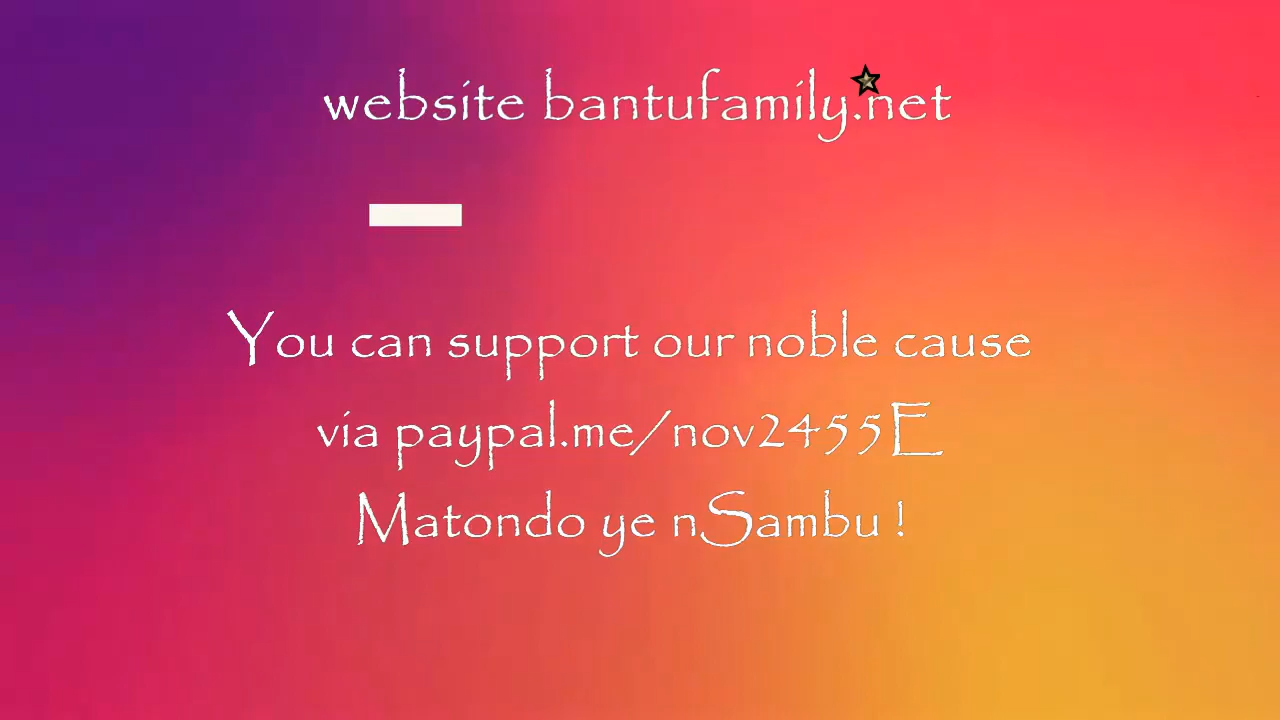 website bantufamily.net
You can support our noble cause
via paypal.me/nov2455E
Matondo ye nSambu !